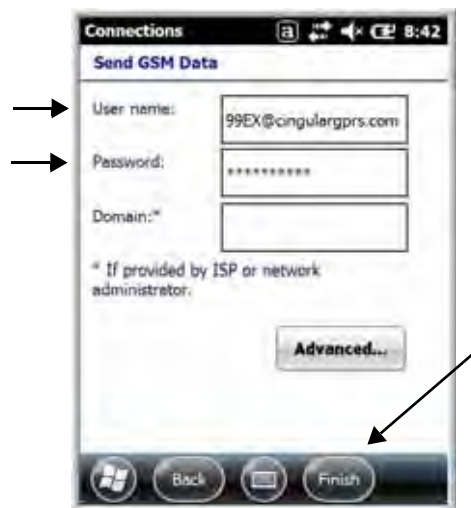 Connections
a
8:42
Send GSM Data
User name:
99EX@cingulargprs.com
Password:
**********
Domain:*
* If provided by ISP or network
administrator.
Advanced...
Back
Finish